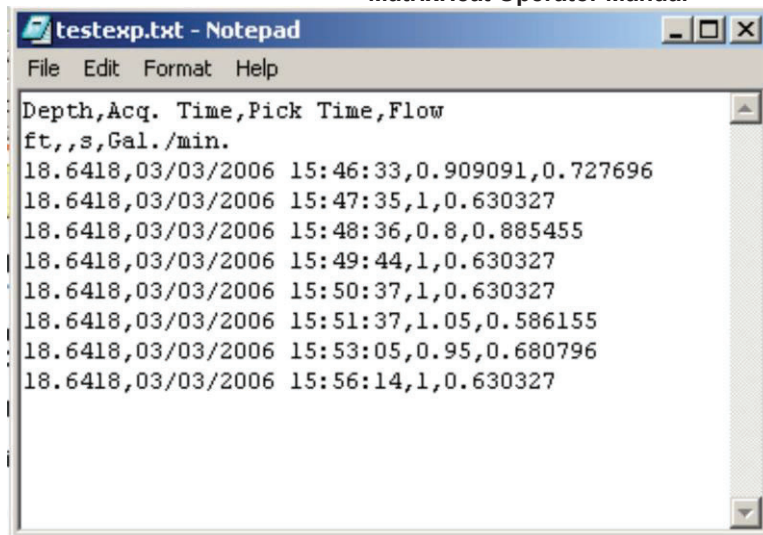 MatrixHeat Operator Manual
testexp.txt - Notepad
File Edit Format Help
Depth,Acq. Time,Pick Time,Flow
ft,,s,Gal./min.
18.6418,03/03/2006 15:46:33,0.909091,0.727696
18.6418,03/03/2006 15:47:35,1,0.630327
18.6418,03/03/2006 15:48:36,0.8,0.885455
18.6418,03/03/2006 15:49:44,1,0.630327
18.6418,03/03/2006 15:50:37,1,0.630327
18.6418,03/03/2006 15:51:37,1.05,0.586155
18.6418,03/03/2006 15:53:05,0.95,0.680796
18.6418,03/03/2006 15:56:14,1,0.630327